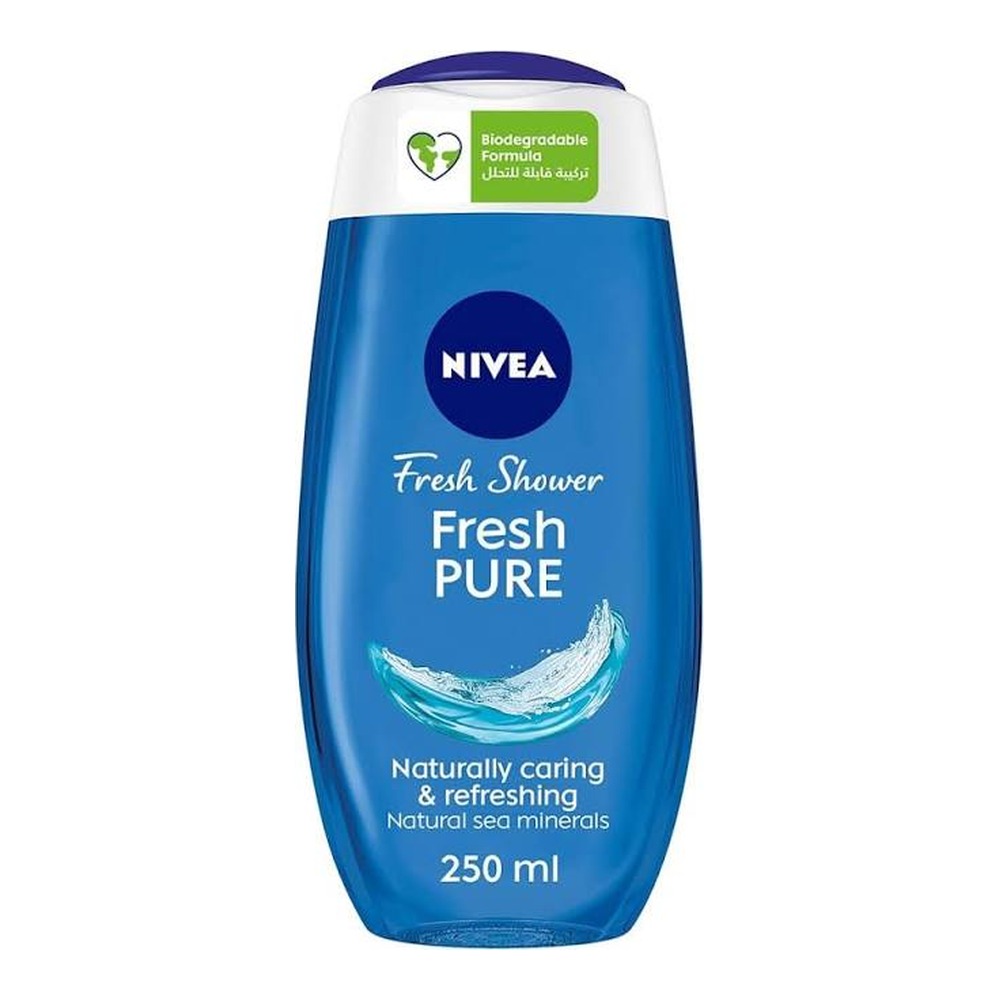 Biodegradable
Formula
تركيبة قابلة للتحلل
NIVEA
Fresh Shower
Fresh
PURE
Naturally caring
& refreshing
Natural sea minerals
250 ml